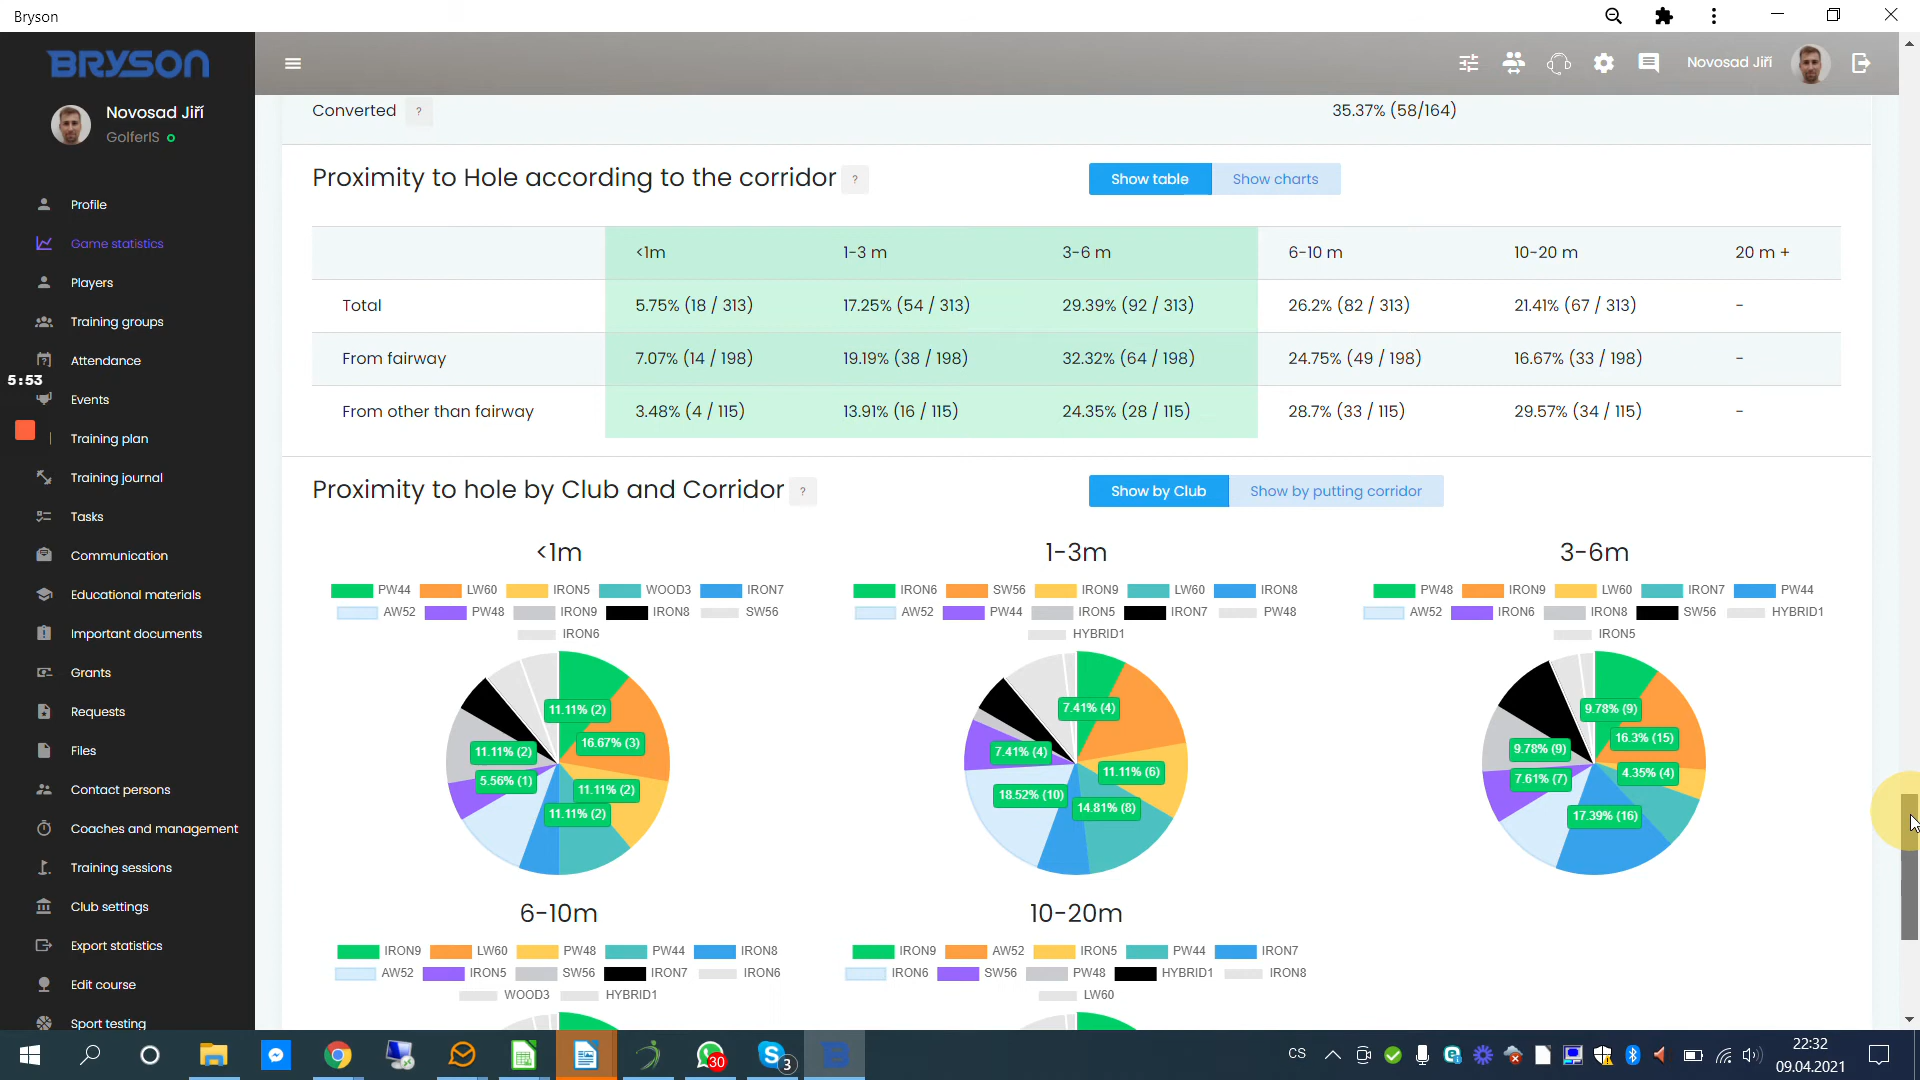 Bryson
BRYSON
Novosad Jiří
GolferIS
Profile
Game statistics
Players
Training groups
Attendance
5:53
Events
Training plan
Training journal
Tasks
Communication
Educational materials
Important documents
Grants
Requests
Files
Contact persons
Coaches and management
Training sessions
Club settings
Export statistics
Edit course
Sport testing
Novosad Jiří
Converted ? 35.37% (58/164)
Proximity to Hole according to the corridor ? Show table Show charts
<1m 1-3 m 3-6 m 6-10 m 10-20 m 20 m +
Total 5.75% (18 / 313) 17.25% (54 / 313) 29.39% (92 / 313) 26.2% (82 / 313) 21.41% (67 / 313) -
From fairway 7.07% (14 / 198) 19.19% (38 / 198) 32.32% (64 / 198) 24.75% (49 / 198) 16.67% (33 / 198) -
From other than fairway 3.48% (4 / 115) 13.91% (16 / 115) 24.35% (28 / 115) 28.7% (33 / 115) 29.57% (34 / 115) -
Proximity to hole by Club and Corridor ? Show by Club Show by putting corridor
<1m
PW44 LW60 IRON5 WOOD3 IRON7
AW52 PW48 IRON9 IRON8 SW56
IRON6
11.11% (2)
16.67% (3)
11.11% (2)
5.56% (1)
11.11% (2)
11.11% (2)
1-3m
IRON6 SW56 IRON9 LW60 IRON8
AW52 PW44 IRON5 IRON7 PW48
HYBRID1
7.41% (4)
7.41% (4)
11.11% (6)
18.52% (10)
14.81% (8)
3-6m
PW48 IRON9 LW60 IRON7 PW44
AW52 IRON6 IRON8 SW56 HYBRID1
IRON5
9.78% (9)
16.3% (15)
9.78% (9)
4.35% (4)
7.61% (7)
17.39% (16)
6-10m
IRON9 LW60 PW48 PW44 IRON8
AW52 IRON5 SW56 IRON7 IRON6
WOOD3 HYBRID1
10-20m
IRON9 AW52 IRON5 PW44 IRON7
IRON6 SW56 PW48 HYBRID1 IRON8
LW60
30
3
CS
22:32
09.04.2021